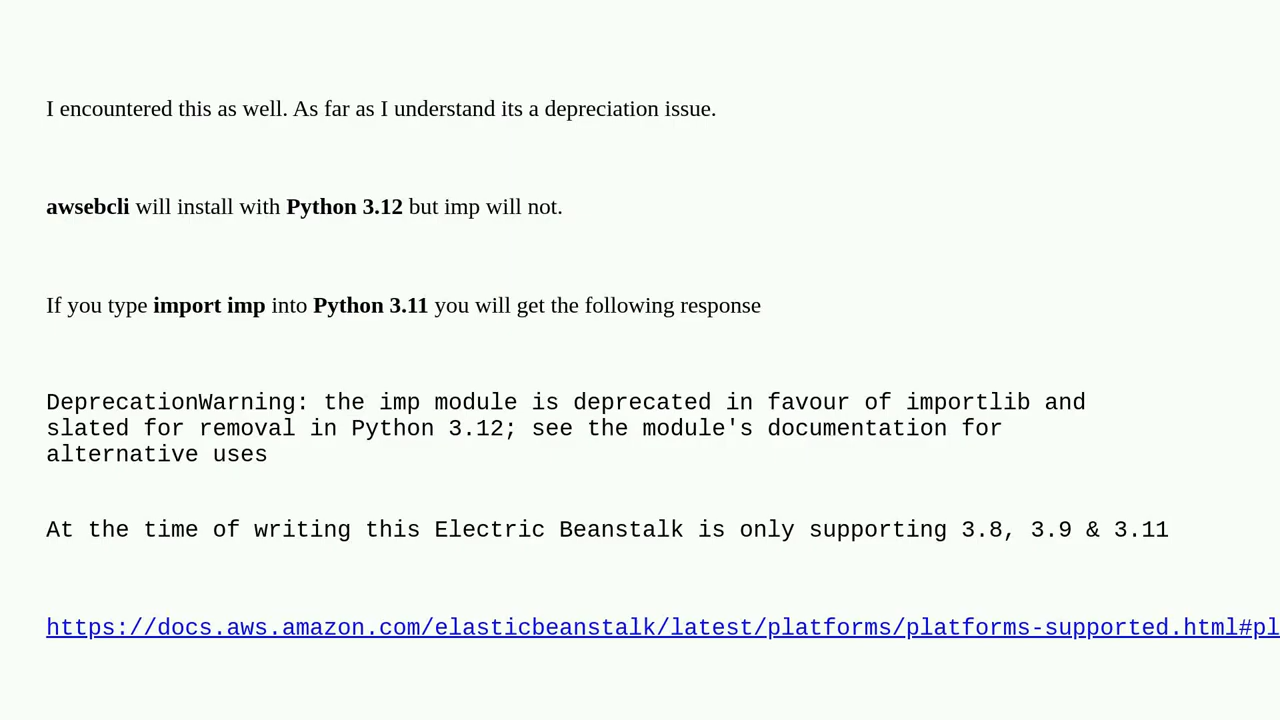 I encountered this as well. As far as I understand its a depreciation issue.
awsebcli will install with Python 3.12 but imp will not.
If you type import imp into Python 3.11 you will get the following response
DeprecationWarning: the imp module is deprecated in favour of importlib and
slated for removal in Python 3.12; see the module's documentation for
alternative uses
At the time of writing this Electric Beanstalk is only supporting 3.8, 3.9 & 3.11
https://docs.aws.amazon.com/elasticbeanstalk/latest/platforms/platforms-supported.html#pl